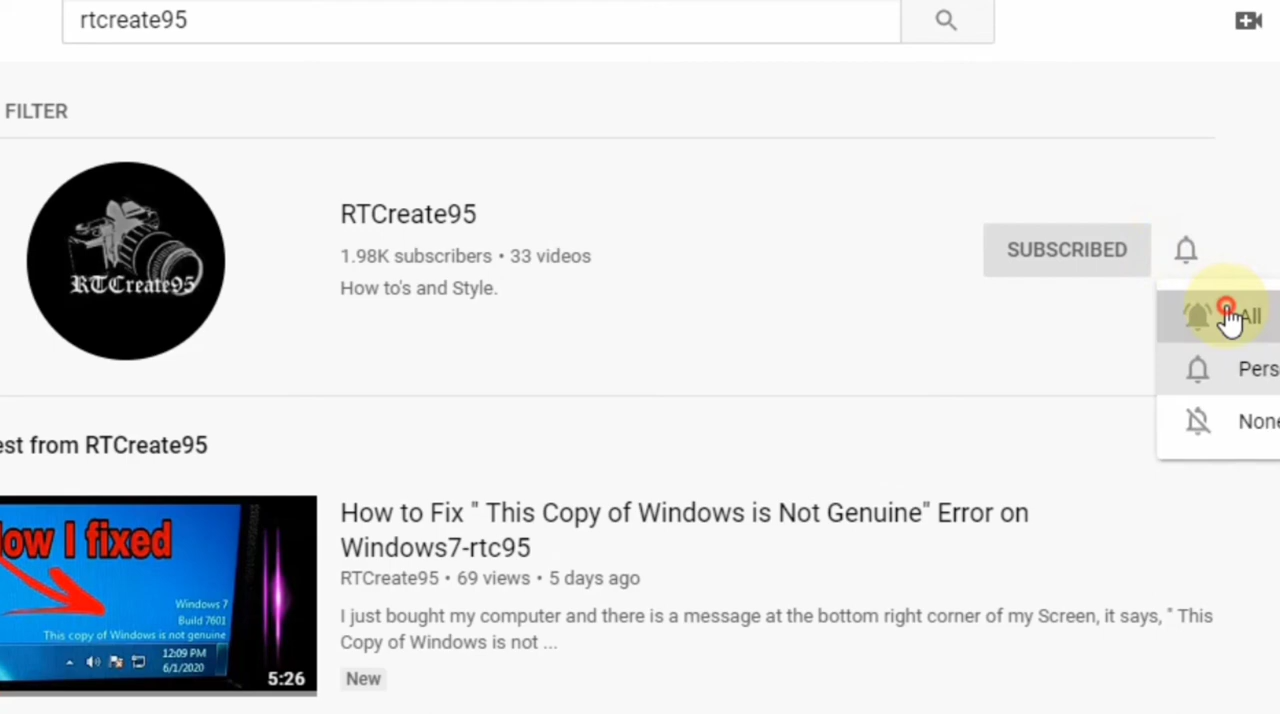 rtcreate95
FILTER
RTCreate95
RTCreate95
1.98K subscribers • 33 videos
How to's and Style.
SUBSCRIBED
All
Pers
None
est from RTCreate95
How I fixed
Windows 7
Build 7601
This copy of Windows is not genuine
12:09 PM
6/1/2020
5:26
How to Fix " This Copy of Windows is Not Genuine" Error on
Windows7-rtc95
RTCreate95 • 69 views • 5 days ago
I just bought my computer and there is a message at the bottom right corner of my Screen, it says, " This
Copy of Windows is not ...
New